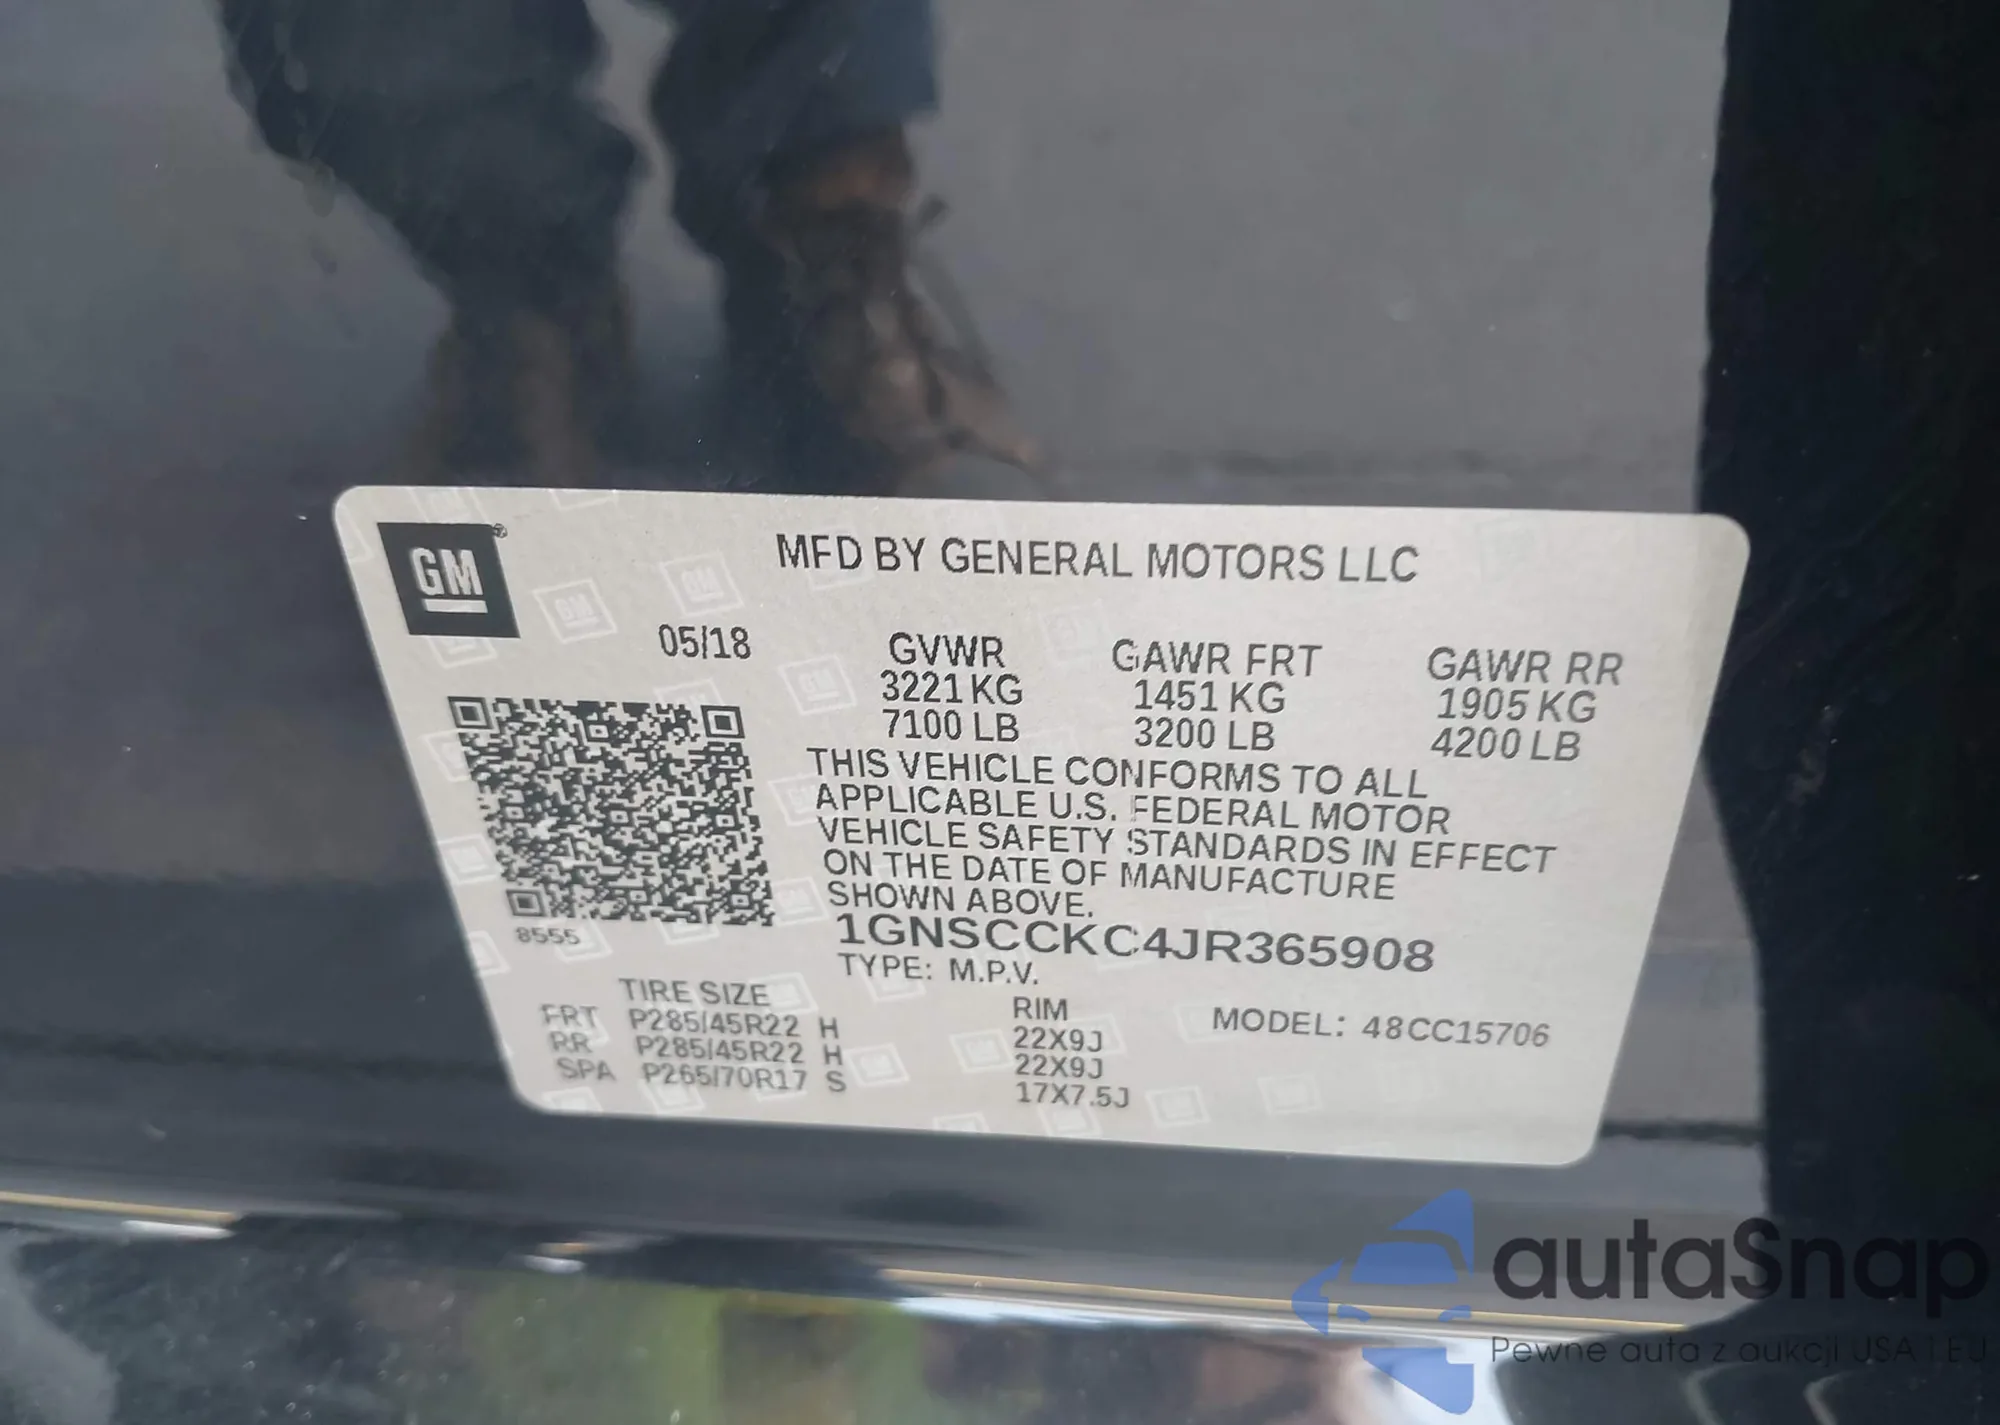 GM
MFD BY GENERAL MOTORS LLC
05/18
GVWR GAWR FRT GAWR RR
3221 KG 1451 KG 1905 KG
7100 LB 3200 LB 4200 LB
THIS VEHICLE CONFORMS TO ALL
APPLICABLE U.S. FEDERAL MOTOR
VEHICLE SAFETY STANDARDS IN EFFECT
ON THE DATE OF MANUFACTURE
SHOWN ABOVE.
8555
1GNSCCKC4JR365908
TYPE: M.P.V.
TIRE SIZE RIM MODEL: 48CC15706
FRT P285/45R22 H 22X9J
RR P285/45R22 H 22X9J
SPA P265/70R17 S 17X7.5J
autaSnap
Pewne auta z aukcji USA i EU